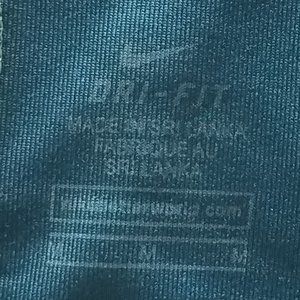 DRI-FIT
MADE IN SRI LANKA
FABRIQUÉ AU
SRI LANKA
M M M